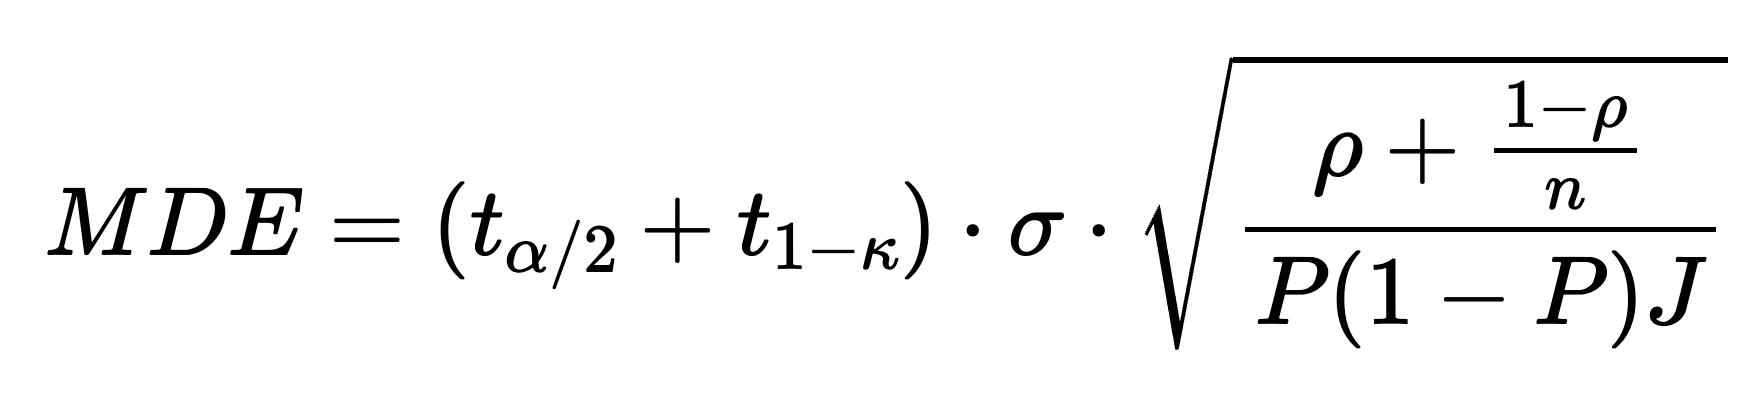 MDE = (t_{α/2} + t_{1−κ}) · σ · √((ρ + (1−ρ)/n) / (P(1 − P)J))